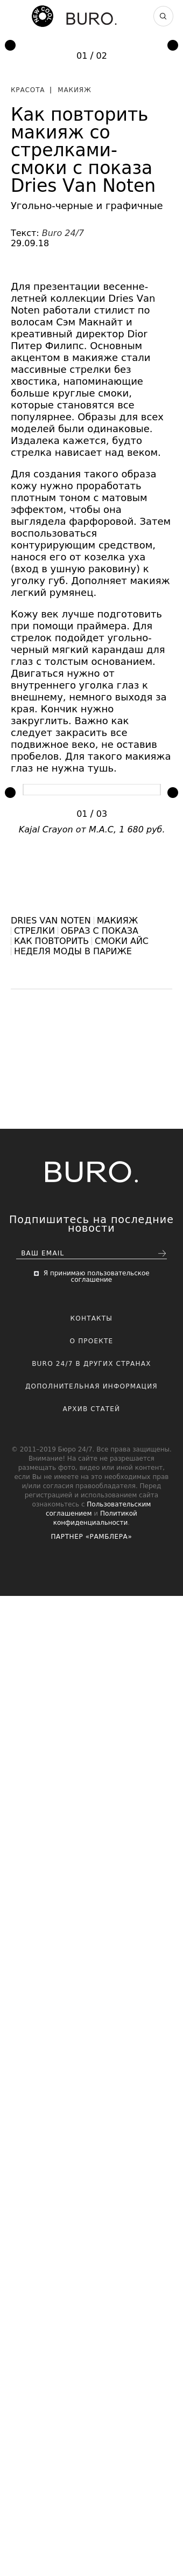 BURO.
01 / 02
КРАСОТА | МАКИЯЖ
Как повторить
макияж со
стрелками-
смоки с показа
Dries Van Noten
Угольно-черные и графичные
Текст: Buro 24/7
29.09.18
Для презентации весенне-
летней коллекции Dries Van
Noten работали стилист по
волосам Сэм Макнайт и
креативный директор Dior
Питер Филипс. Основным
акцентом в макияже стали
массивные стрелки без
хвостика, напоминающие
больше круглые смоки,
которые становятся все
популярнее. Образы для всех
моделей были одинаковые.
Издалека кажется, будто
стрелка нависает над веком.
Для создания такого образа
кожу нужно проработать
плотным тоном с матовым
эффектом, чтобы она
выглядела фарфоровой. Затем
воспользоваться
контурирующим средством,
нанося его от козелка уха
(вход в ушную раковину) к
уголку губ. Дополняет макияж
легкий румянец.
Кожу век лучше подготовить
при помощи праймера. Для
стрелок подойдет угольно-
черный мягкий карандаш для
глаз с толстым основанием.
Двигаться нужно от
внутреннего уголка глаз к
внешнему, немного выходя за
края. Кончик нужно
закруглить. Важно как
следует закрасить все
подвижное веко, не оставив
пробелов. Для такого макияжа
глаз не нужна тушь.
01 / 03
Kajal Crayon от M.A.C, 1 680 руб.
DRIES VAN NOTEN | МАКИЯЖ
| СТРЕЛКИ | ОБРАЗ С ПОКАЗА
| КАК ПОВТОРИТЬ | СМОКИ АЙС
| НЕДЕЛЯ МОДЫ В ПАРИЖЕ
BURO.
Подпишитесь на последние
новости
ВАШ EMAIL
Я принимаю пользовательское
соглашение
КОНТАКТЫ
О ПРОЕКТЕ
BURO 24/7 В ДРУГИХ СТРАНАХ
ДОПОЛНИТЕЛЬНАЯ ИНФОРМАЦИЯ
АРХИВ СТАТЕЙ
© 2011–2019 Бюро 24/7. Все права защищены.
Внимание! На сайте не разрешается
размещать фото, видео или иной контент,
если Вы не имеете на это необходимых прав
и/или согласия правообладателя. Перед
регистрацией и использованием сайта
ознакомьтесь с Пользовательским
соглашением и Политикой
конфиденциальности.
ПАРТНЕР «РАМБЛЕРА»